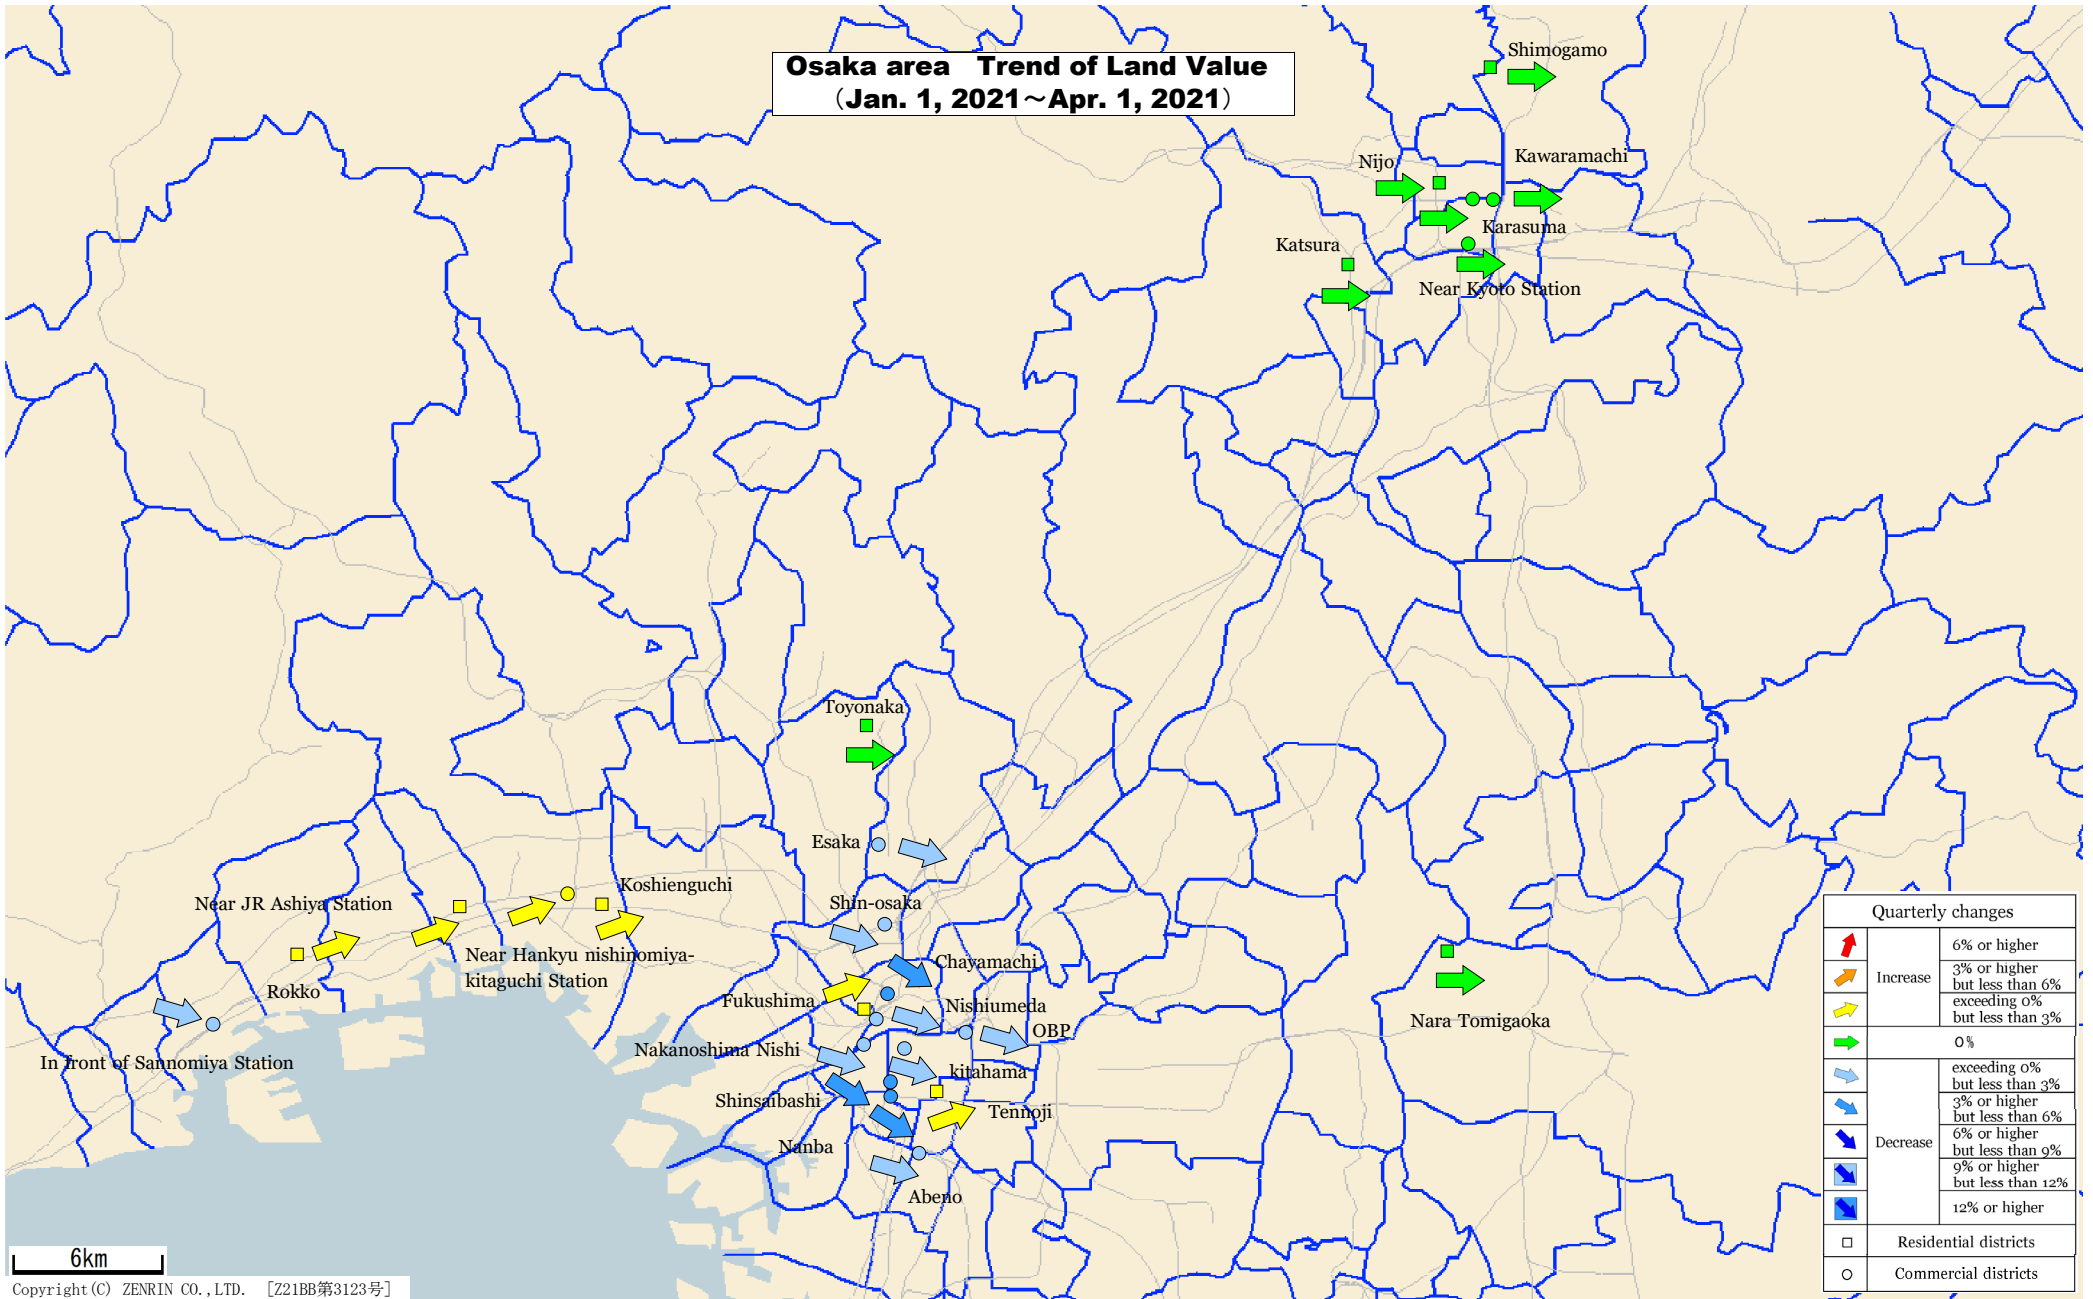 Osaka area Trend of Land Value
（Jan. 1, 2021～Apr. 1, 2021）
Shimogamo
Nijo
Kawaramachi
Karasuma
Katsura
Near Kyoto Station
Toyonaka
Esaka
Koshienguchi
Near JR Ashiya Station
Shin-osaka
Near Hankyu nishinomiya-
kitaguchi Station
Chayamachi
Rokko
Fukushima
Nishiumeda
OBP
Nara Tomigaoka
In front of Sannomiya Station
Nakanoshima Nishi
kitahama
Shinsaibashi
Tennoji
Nanba
Abeno
Quarterly changes
Increase
6% or higher
3% or higher
but less than 6%
exceeding 0%
but less than 3%
0%
Decrease
exceeding 0%
but less than 3%
3% or higher
but less than 6%
6% or higher
but less than 9%
9% or higher
but less than 12%
12% or higher
Residential districts
Commercial districts
6km
Copyright(C) ZENRIN CO.,LTD. [Z21BB第3123号]